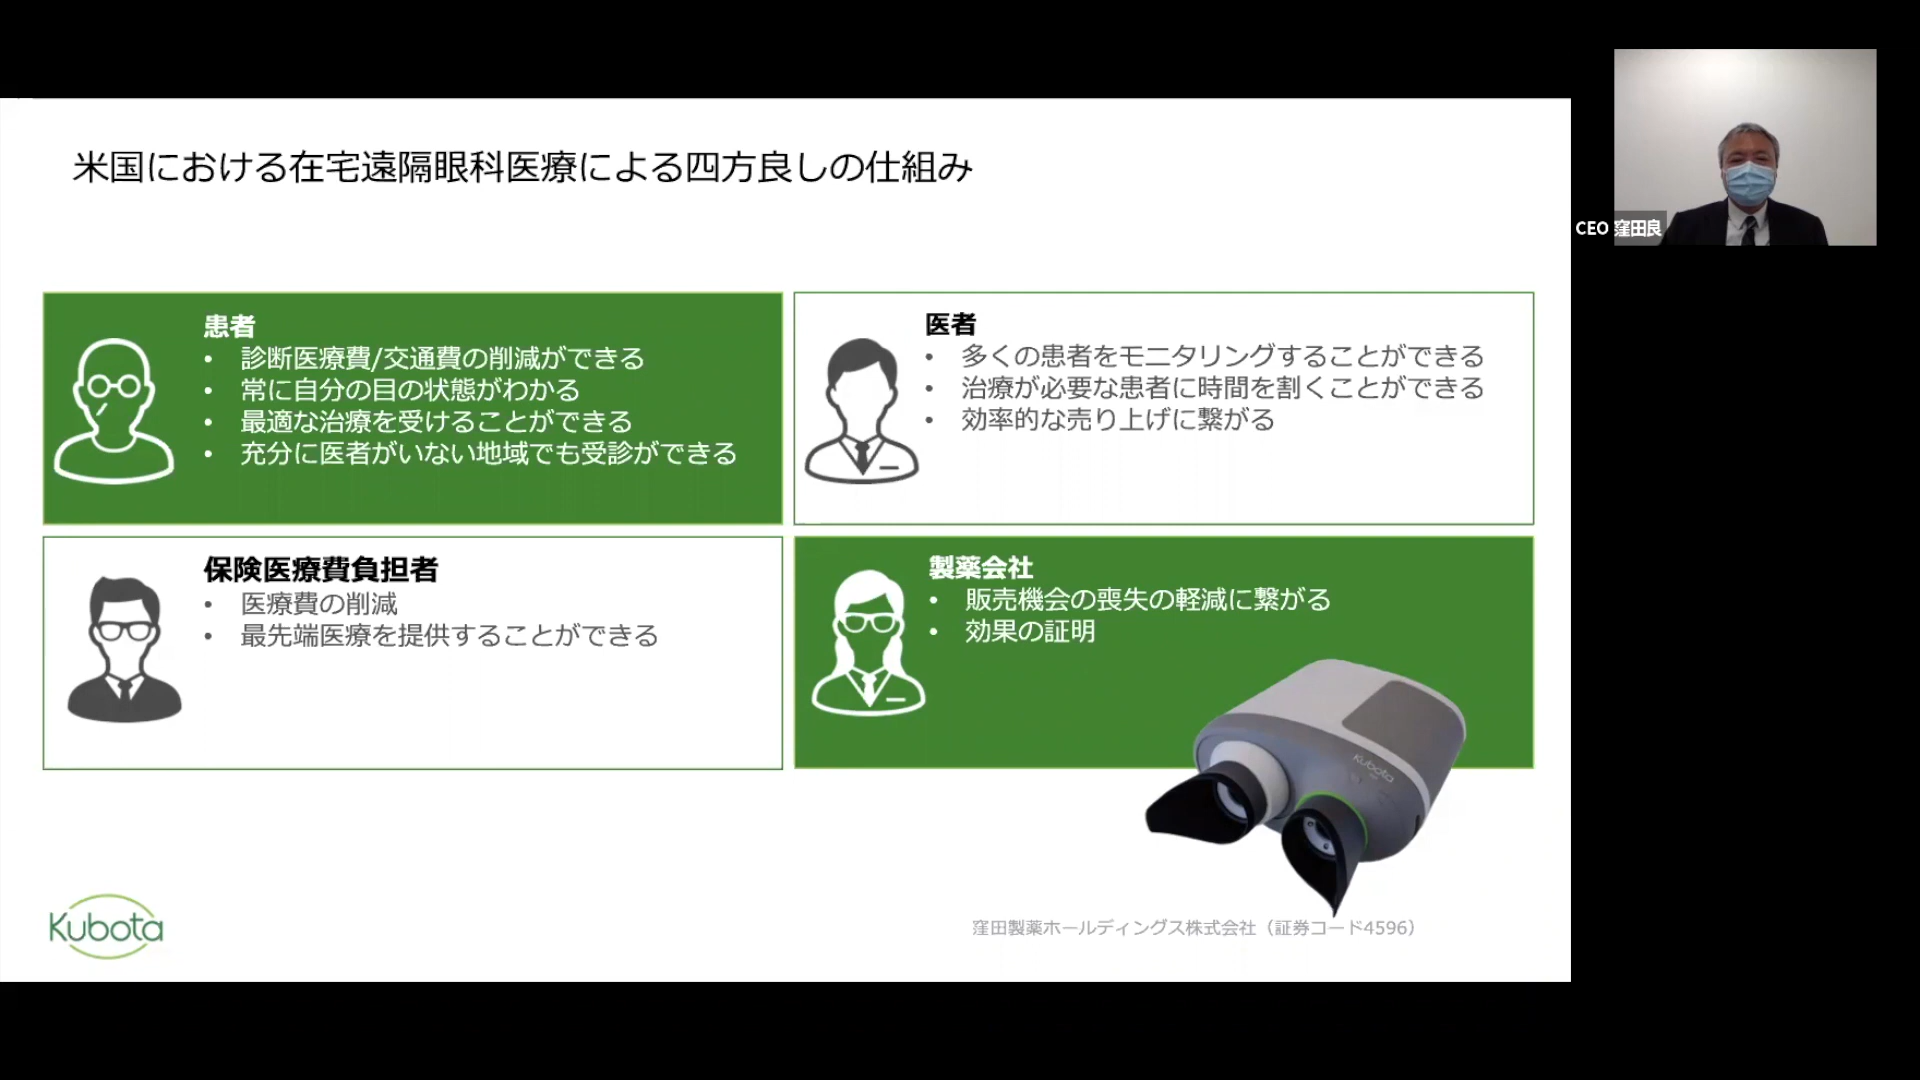 米国における在宅遠隔眼科医療による四方良しの仕組み
CEO 窪田良
患者
• 診断医療費/交通費の削減ができる
• 常に自分の目の状態がわかる
• 最適な治療を受けることができる
• 充分に医者がいない地域でも受診ができる
医者
• 多くの患者をモニタリングすることができる
• 治療が必要な患者に時間を割くことができる
• 効率的な売り上げに繋がる
保険医療費負担者
• 医療費の削減
• 最先端医療を提供することができる
製薬会社
• 販売機会の喪失の軽減に繋がる
• 効果の証明
Kubota
Kubota
窪田製薬ホールディングス株式会社（証券コード4596）